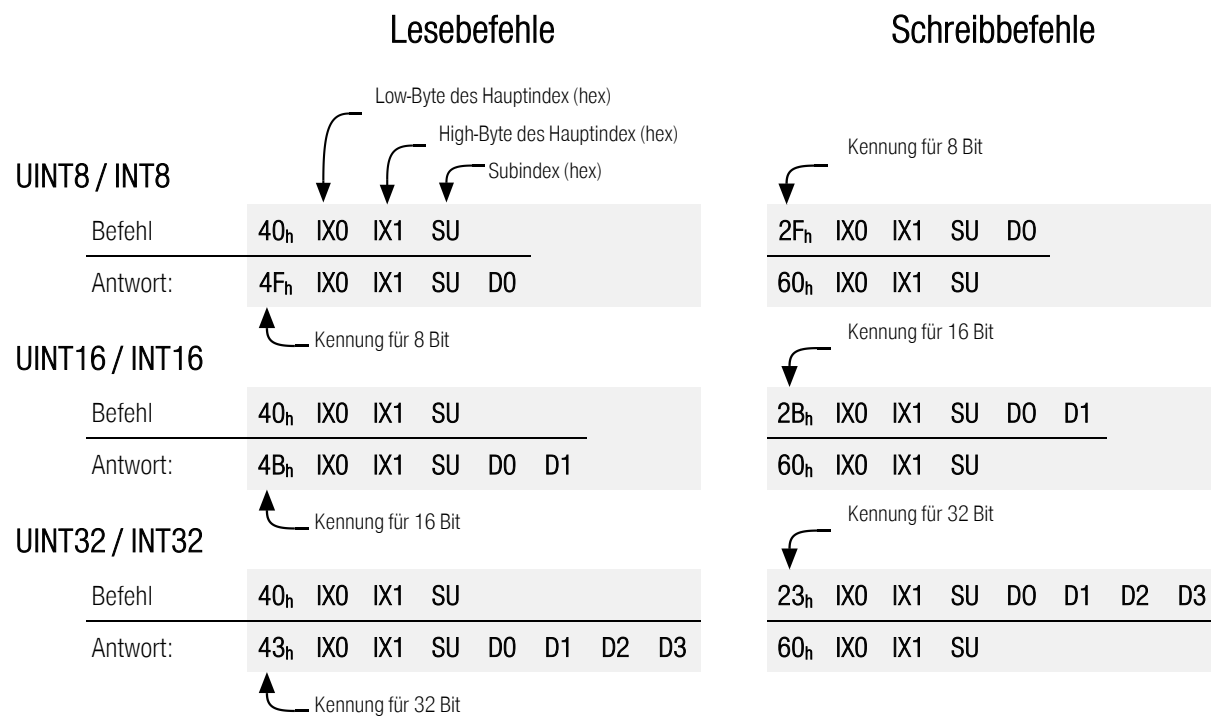 Lesebefehle
Schreibbefehle
Low-Byte des Hauptindex (hex)
High-Byte des Hauptindex (hex)
Subindex (hex)
Kennung für 8 Bit
UINT8 / INT8
Befehl 40h IX0 IX1 SU 2Fh IX0 IX1 SU D0
Antwort: 4Fh IX0 IX1 SU D0 60h IX0 IX1 SU
Kennung für 8 Bit
Kennung für 16 Bit
UINT16 / INT16
Befehl 40h IX0 IX1 SU 2Bh IX0 IX1 SU D0 D1
Antwort: 4Bh IX0 IX1 SU D0 D1 60h IX0 IX1 SU
Kennung für 16 Bit
Kennung für 32 Bit
UINT32 / INT32
Befehl 40h IX0 IX1 SU 23h IX0 IX1 SU D0 D1 D2 D3
Antwort: 43h IX0 IX1 SU D0 D1 D2 D3 60h IX0 IX1 SU
Kennung für 32 Bit